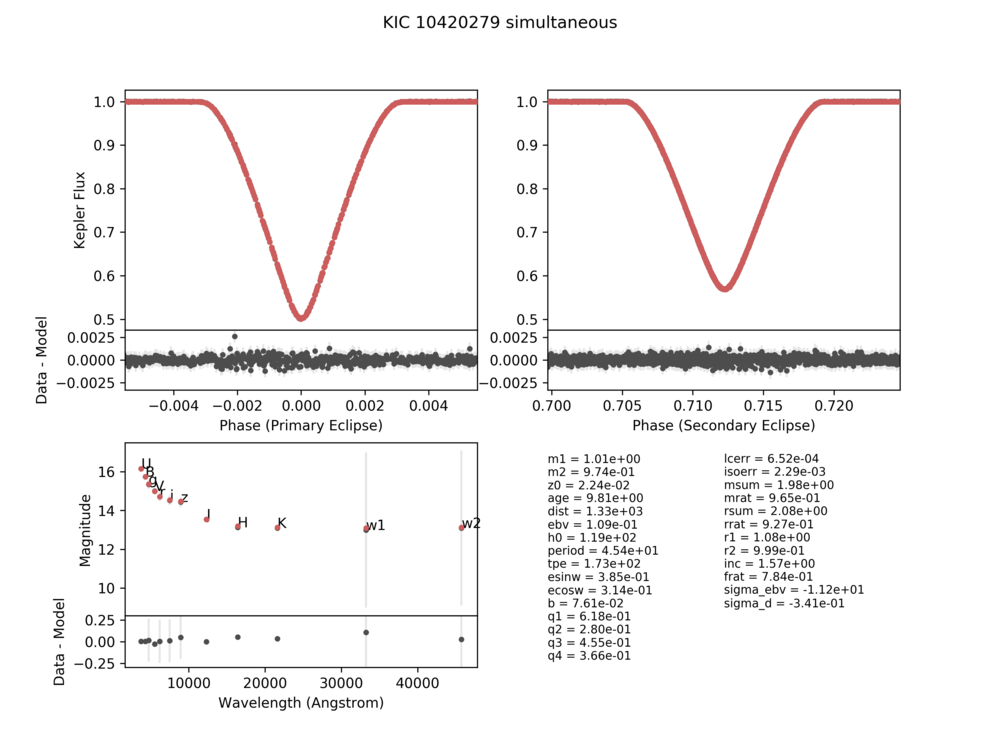 KIC 10420279 simultaneous
1.0
0.9
0.8
0.7
0.6
0.5
Kepler Flux
0.0025
0.0000
−0.0025
Data - Model
−0.004 −0.002 0.000 0.002 0.004
Phase (Primary Eclipse)
1.0
0.9
0.8
0.7
0.6
0.5
0.0025
0.0000
−0.0025
0.700 0.705 0.710 0.715 0.720
Phase (Secondary Eclipse)
16
14
12
10
Magnitude
U
B
g
V
r i z
J
H K w1 w2
0.25
0.00
−0.25
Data - Model
10000 20000 30000 40000
Wavelength (Angstrom)
m1 = 1.01e+00
m2 = 9.74e-01
z0 = 2.24e-02
age = 9.81e+00
dist = 1.33e+03
ebv = 1.09e-01
h0 = 1.19e+02
period = 4.54e+01
tpe = 1.73e+02
esinw = 3.85e-01
ecosw = 3.14e-01
b = 7.61e-02
q1 = 6.18e-01
q2 = 2.80e-01
q3 = 4.55e-01
q4 = 3.66e-01
lcerr = 6.52e-04
isoerr = 2.29e-03
msum = 1.98e+00
mrat = 9.65e-01
rsum = 2.08e+00
rrat = 9.27e-01
r1 = 1.08e+00
r2 = 9.99e-01
inc = 1.57e+00
frat = 7.84e-01
sigma_ebv = -1.12e+01
sigma_d = -3.41e-01